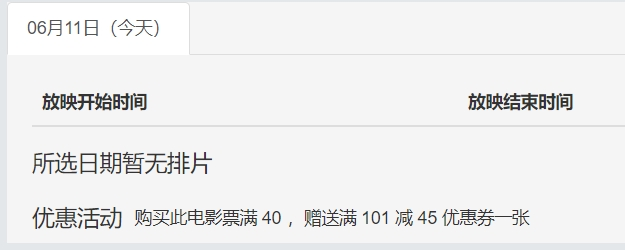 06月11日（今天）
放映开始时间 放映结束时间
所选日期暂无排片
优惠活动 购买此电影票满 40 ，赠送满 101 减 45 优惠券一张